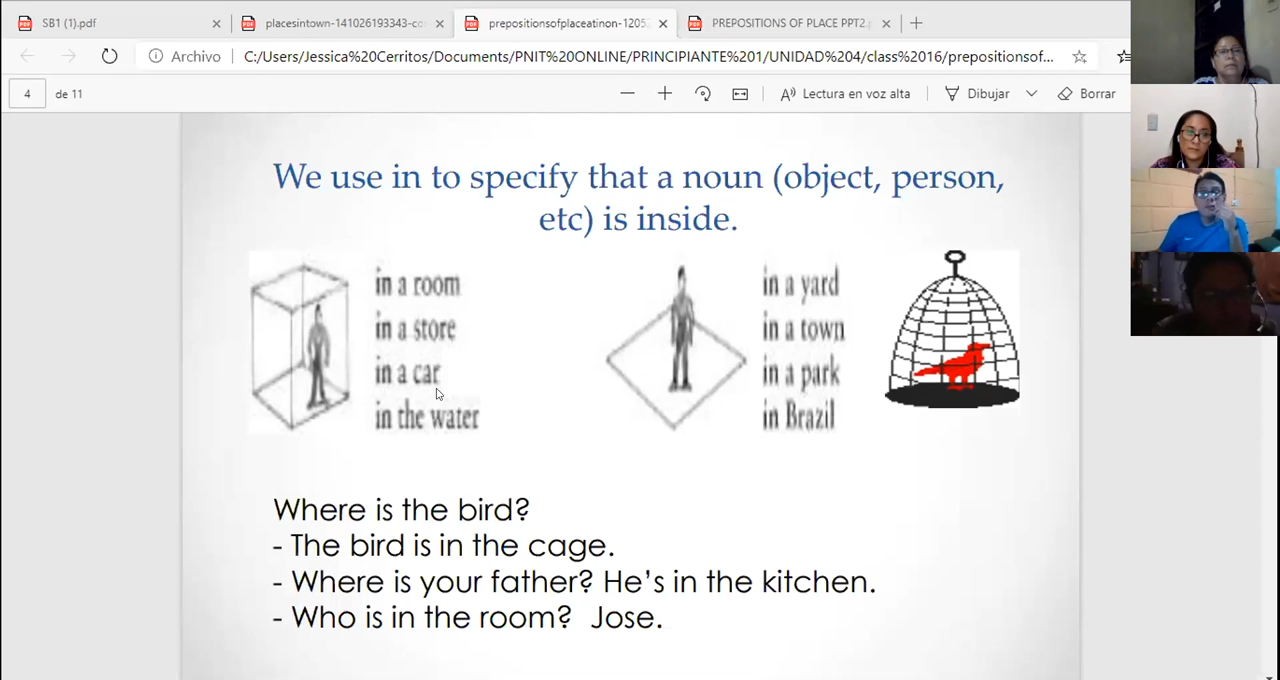 SB1 (1).pdf
placesintown-141026193343-co
prepositionsofplaceatinon-1205
PREPOSITIONS OF PLACE PPT2.p
Archivo
C:/Users/Jessica%20Cerritos/Documents/PNIT%20ONLINE/PRINCIPIANTE%201/UNIDAD%204/class%2016/prepositionsof...
4 de 11
Lectura en voz alta
Dibujar
Borrar
We use in to specify that a noun (object, person,
etc) is inside.
in a room
in a store
in a car
in the water
in a yard
in a town
in a park
in Brazil
Where is the bird?
- The bird is in the cage.
- Where is your father? He's in the kitchen.
- Who is in the room? Jose.